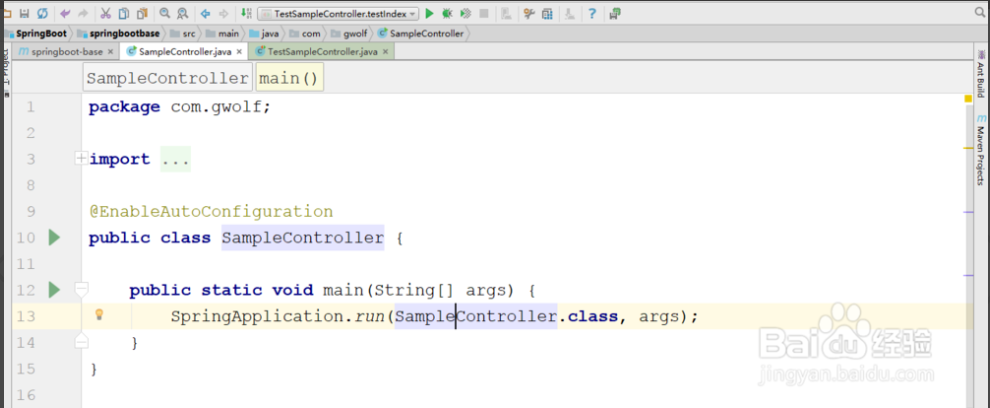 TestSampleController.testIndex
SpringBoot springbootbase src main java com gwolf SampleController
springboot-base SampleController.java TestSampleController.java
SampleController main()
1 package com.gwolf;
2
3 import ...
8
9 @EnableAutoConfiguration
10 public class SampleController {
11
12 public static void main(String[] args) {
13 SpringApplication.run(SampleController.class, args);
14 }
15 }
16
Ant Build
Maven Projects
Baidu 经验
jingyan.baidu.com